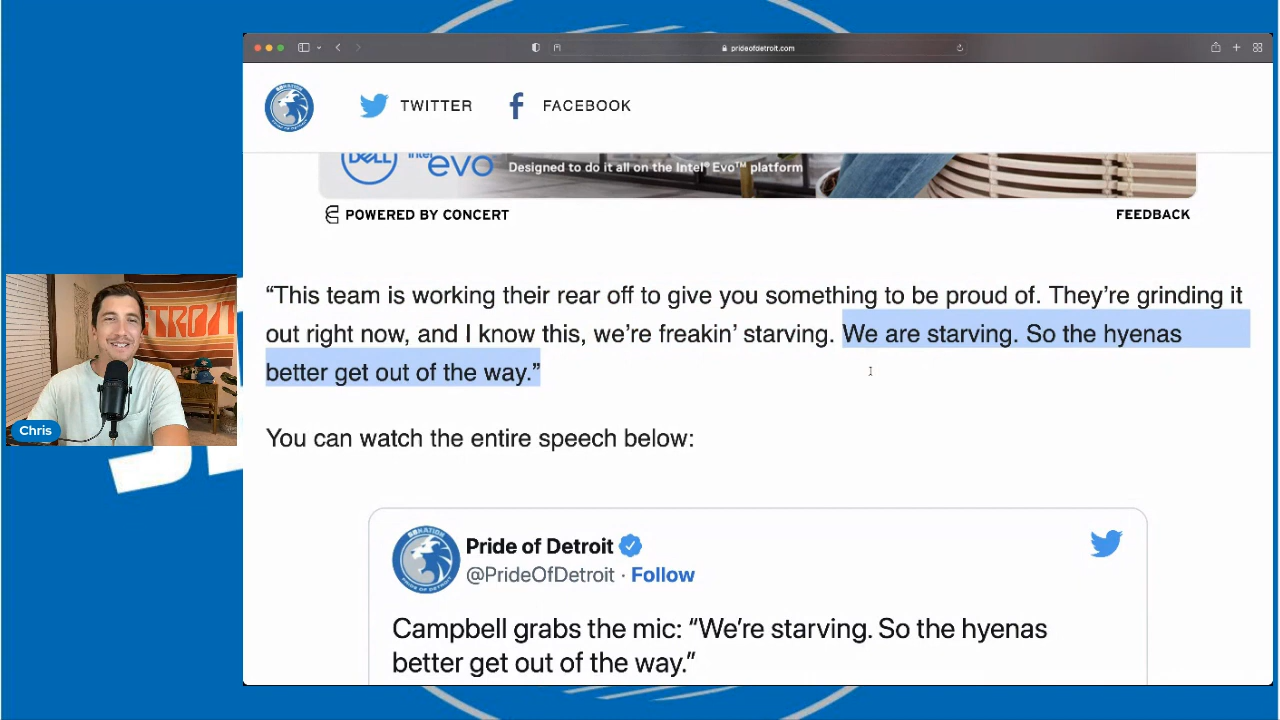 prideofdetroit.com
TWITTER
FACEBOOK
DELL
intel
evo
Designed to do it all on the Intel® Evo™ platform
POWERED BY CONCERT
FEEDBACK
“This team is working their rear off to give you something to be proud of. They’re grinding it
out right now, and I know this, we’re freakin’ starving. We are starving. So the hyenas
better get out of the way.”
You can watch the entire speech below:
Pride of Detroit
@PrideOfDetroit · Follow
Campbell grabs the mic: “We’re starving. So the hyenas
better get out of the way.”
Chris